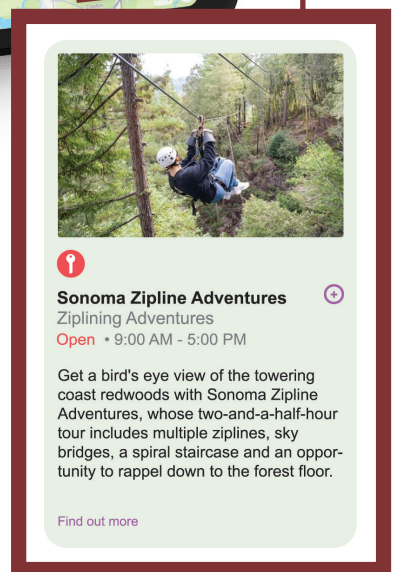 Sonoma Zipline Adventures
Ziplining Adventures
Open • 9:00 AM - 5:00 PM
Get a bird's eye view of the towering
coast redwoods with Sonoma Zipline
Adventures, whose two-and-a-half-hour
tour includes multiple ziplines, sky
bridges, a spiral staircase and an oppor-
tunity to rappel down to the forest floor.
Find out more